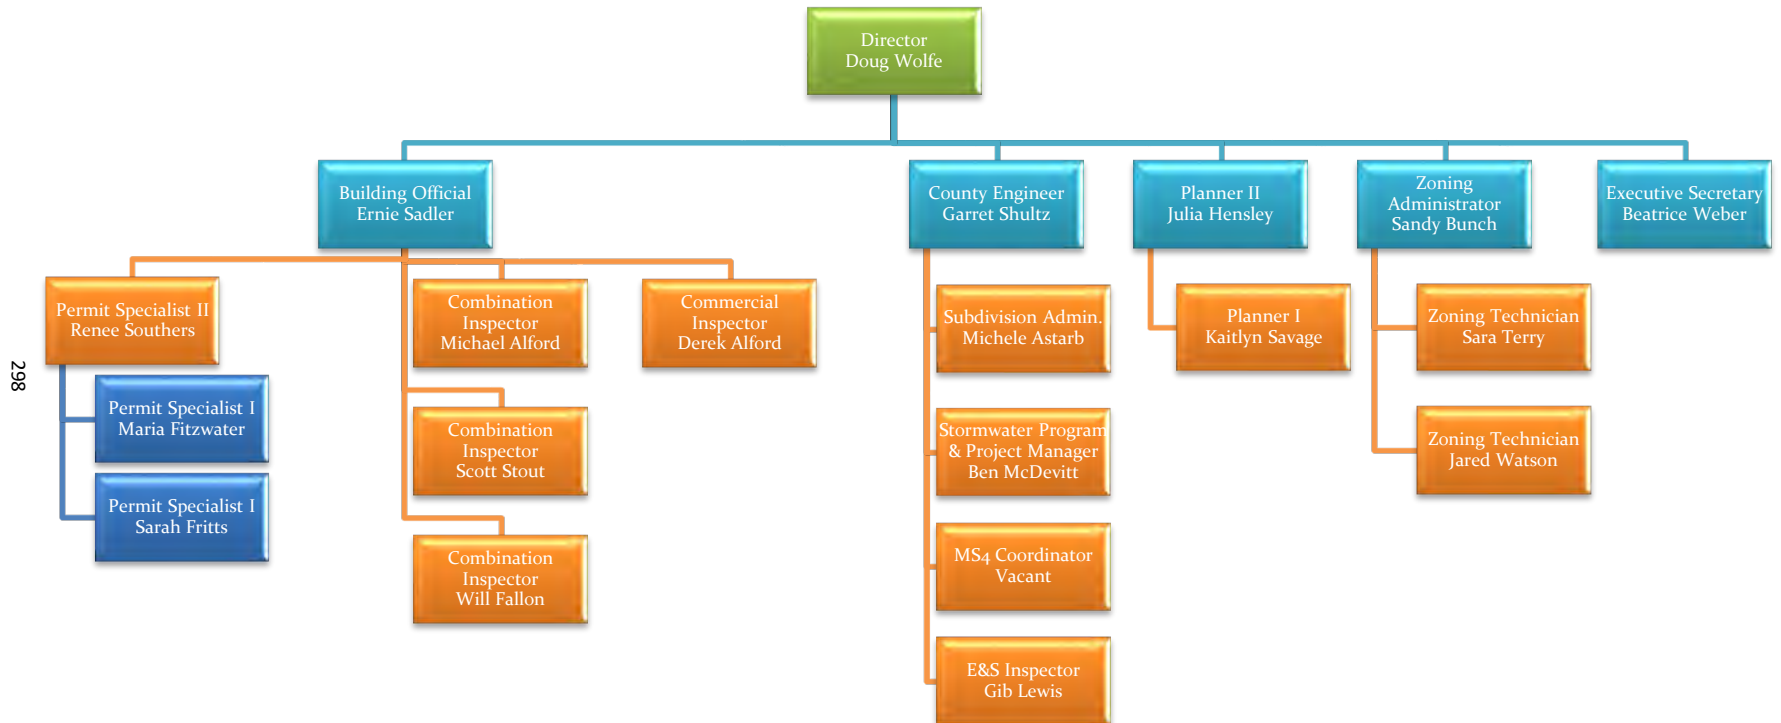 Director
Doug Wolfe
Building Official
Ernie Sadler
County Engineer
Garret Shultz
Planner II
Julia Hensley
Zoning
Administrator
Sandy Bunch
Executive Secretary
Beatrice Weber
Permit Specialist II
Renee Southers
Combination
Inspector
Michael Alford
Commercial
Inspector
Derek Alford
Subdivision Admin.
Michele Astarb
Planner I
Kaitlyn Savage
Zoning Technician
Sara Terry
Permit Specialist I
Maria Fitzwater
Combination
Inspector
Scott Stout
Stormwater Program
& Project Manager
Ben McDevitt
Zoning Technician
Jared Watson
Permit Specialist I
Sarah Fritts
Combination
Inspector
Will Fallon
MS4 Coordinator
Vacant
E&S Inspector
Gib Lewis
298